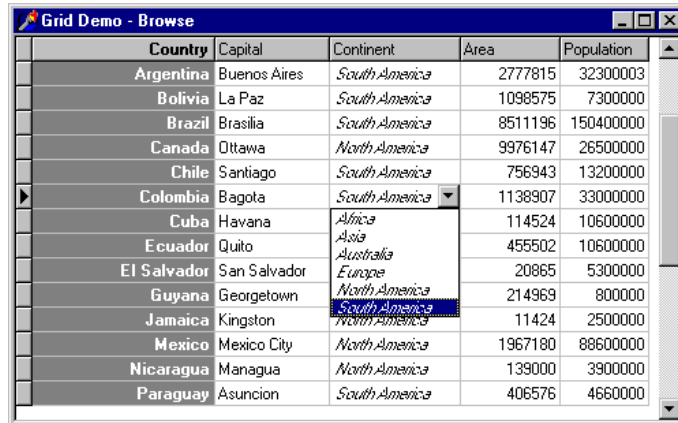 Grid Demo - Browse
Country Capital Continent Area Population
Argentina Buenos Aires South America 2777815 32300003
Bolivia La Paz South America 1098575 7300000
Brazil Brasilia South America 8511196 150400000
Canada Ottawa North America 9976147 26500000
Chile Santiago South America 756943 13200000
Colombia Bagota South America 1138907 33000000
Cuba Havana Africa 114524 10600000
Asia
Ecuador Quito Australia 455502 10600000
El Salvador San Salvador Europe 20865 5300000
Guyana Georgetown North America 214969 800000
South America
Jamaica Kingston North America 11424 2500000
Mexico Mexico City North America 1967180 88600000
Nicaragua Managua North America 139000 3900000
Paraguay Asuncion South America 406576 4660000